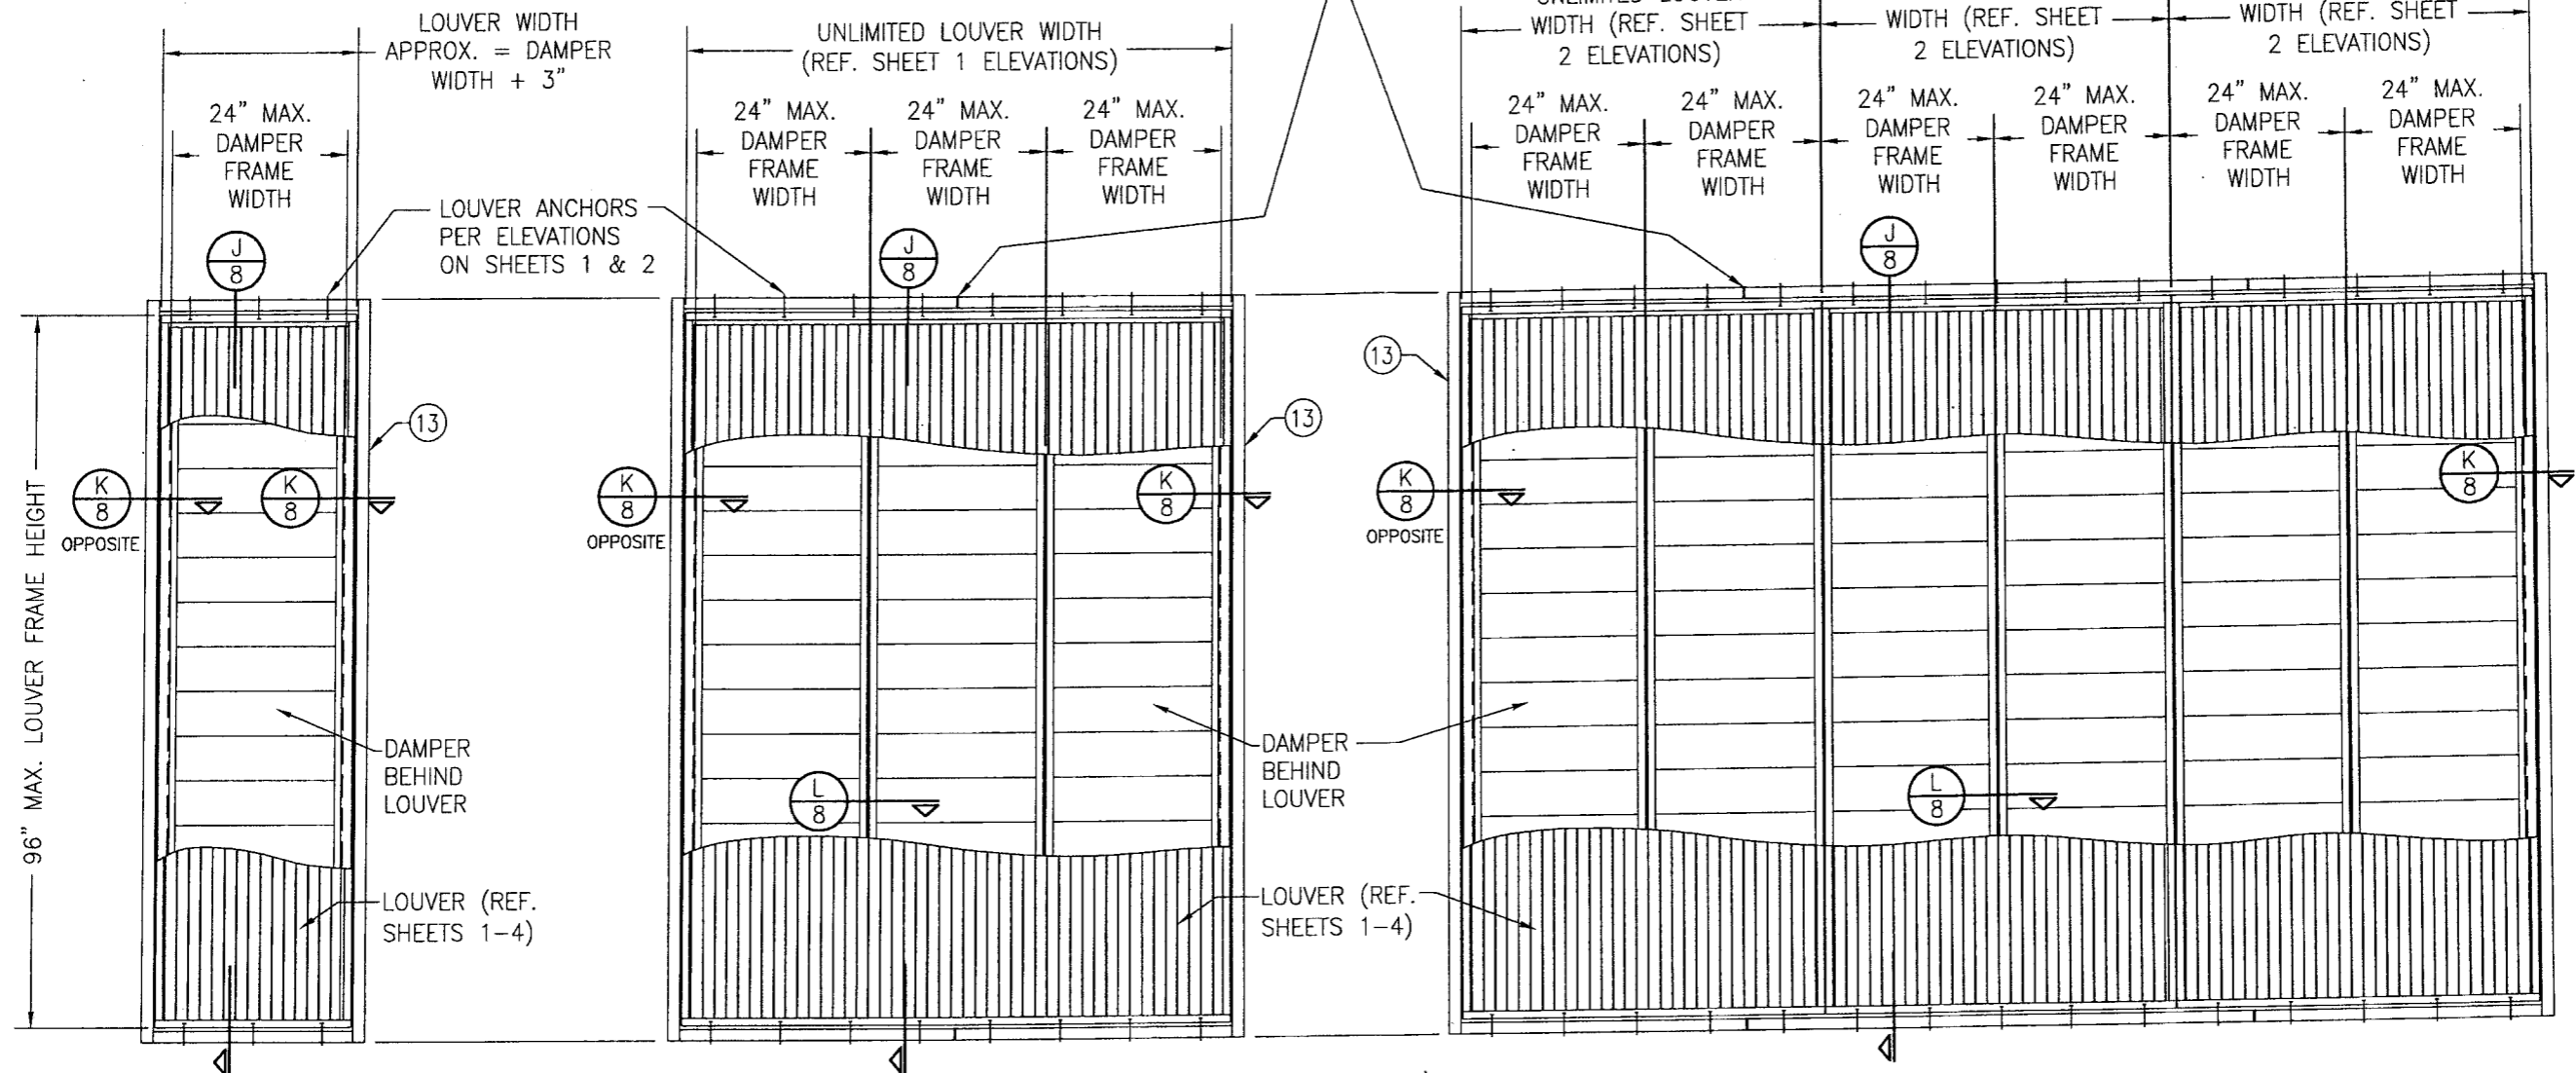 LOUVER WIDTH
APPROX. = DAMPER
WIDTH + 3"
UNLIMITED LOUVER WIDTH
(REF. SHEET 1 ELEVATIONS)
WIDTH (REF. SHEET
2 ELEVATIONS)
WIDTH (REF. SHEET
2 ELEVATIONS)
WIDTH (REF. SHEET
2 ELEVATIONS)
24" MAX.
DAMPER
FRAME
WIDTH
24" MAX.
DAMPER
FRAME
WIDTH
24" MAX.
DAMPER
FRAME
WIDTH
24" MAX.
DAMPER
FRAME
WIDTH
24" MAX.
DAMPER
FRAME
WIDTH
24" MAX.
DAMPER
FRAME
WIDTH
24" MAX.
DAMPER
FRAME
WIDTH
24" MAX.
DAMPER
FRAME
WIDTH
24" MAX.
DAMPER
FRAME
WIDTH
24" MAX.
DAMPER
FRAME
WIDTH
LOUVER ANCHORS
PER ELEVATIONS
ON SHEETS 1 & 2
J
8
J
8
J
8
13
13
13
K
8
OPPOSITE
K
8
K
8
OPPOSITE
K
8
K
8
OPPOSITE
K
8
96" MAX. LOUVER FRAME HEIGHT
DAMPER
BEHIND
LOUVER
DAMPER
BEHIND
LOUVER
L
8
L
8
LOUVER (REF.
SHEETS 1-4)
LOUVER (REF.
SHEETS 1-4)